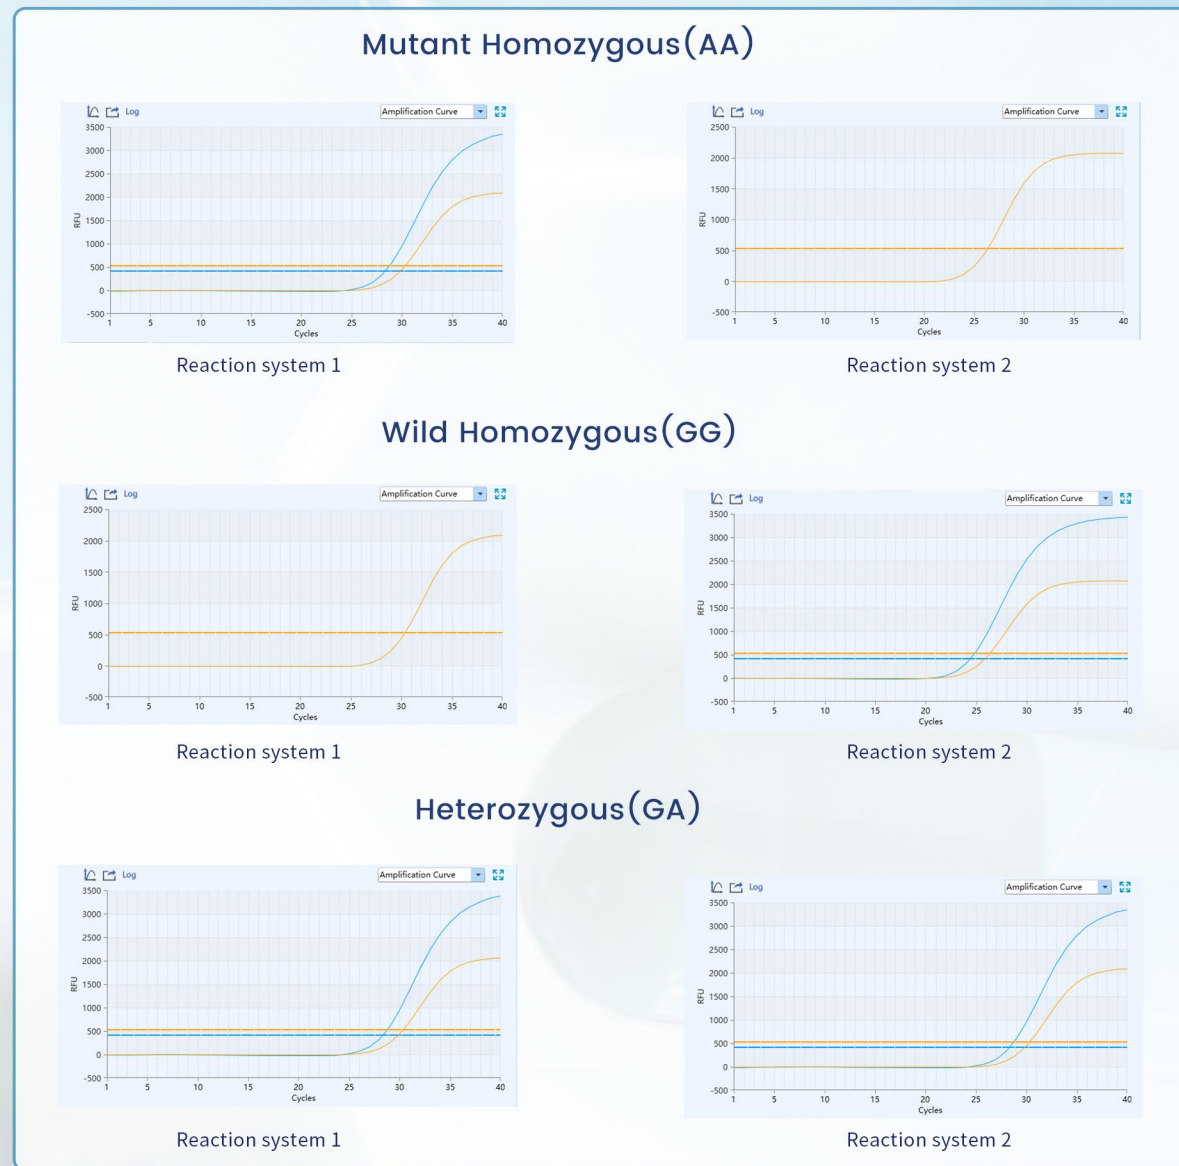 Mutant Homozygous(AA)
Log
Amplification Curve
3500
3000
2500
2000
1500
1000
500
0
-500
RFU
1 5 10 15 20 25 30 35 40
Cycles
Reaction system 1
Log
Amplification Curve
2500
2000
1500
1000
500
0
-500
RFU
1 5 10 15 20 25 30 35 40
Cycles
Reaction system 2
Wild Homozygous(GG)
Log
Amplification Curve
2500
2000
1500
1000
500
0
-500
RFU
1 5 10 15 20 25 30 35 40
Cycles
Reaction system 1
Log
Amplification Curve
3500
3000
2500
2000
1500
1000
500
0
-500
RFU
1 5 10 15 20 25 30 35 40
Cycles
Reaction system 2
Heterozygous(GA)
Log
Amplification Curve
3500
3000
2500
2000
1500
1000
500
0
-500
RFU
1 5 10 15 20 25 30 35 40
Cycles
Reaction system 1
Log
Amplification Curve
3500
3000
2500
2000
1500
1000
500
0
-500
RFU
1 5 10 15 20 25 30 35 40
Cycles
Reaction system 2